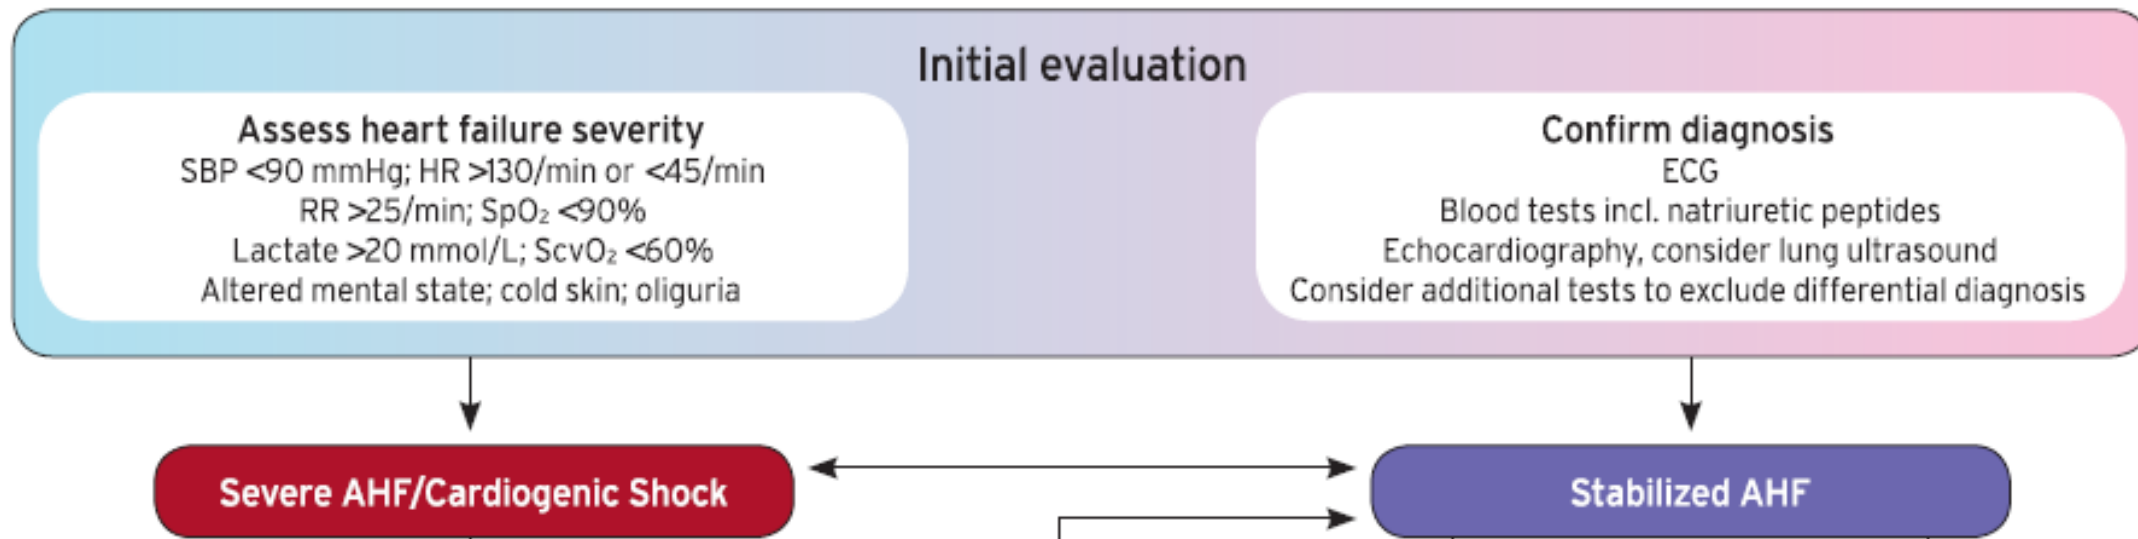 Initial evaluation
Assess heart failure severity
SBP <90 mmHg; HR >130/min or <45/min
RR >25/min; SpO₂ <90%
Lactate >20 mmol/L; ScvO₂ <60%
Altered mental state; cold skin; oliguria
Confirm diagnosis
ECG
Blood tests incl. natriuretic peptides
Echocardiography, consider lung ultrasound
Consider additional tests to exclude differential diagnosis
Severe AHF/Cardiogenic Shock
Stabilized AHF